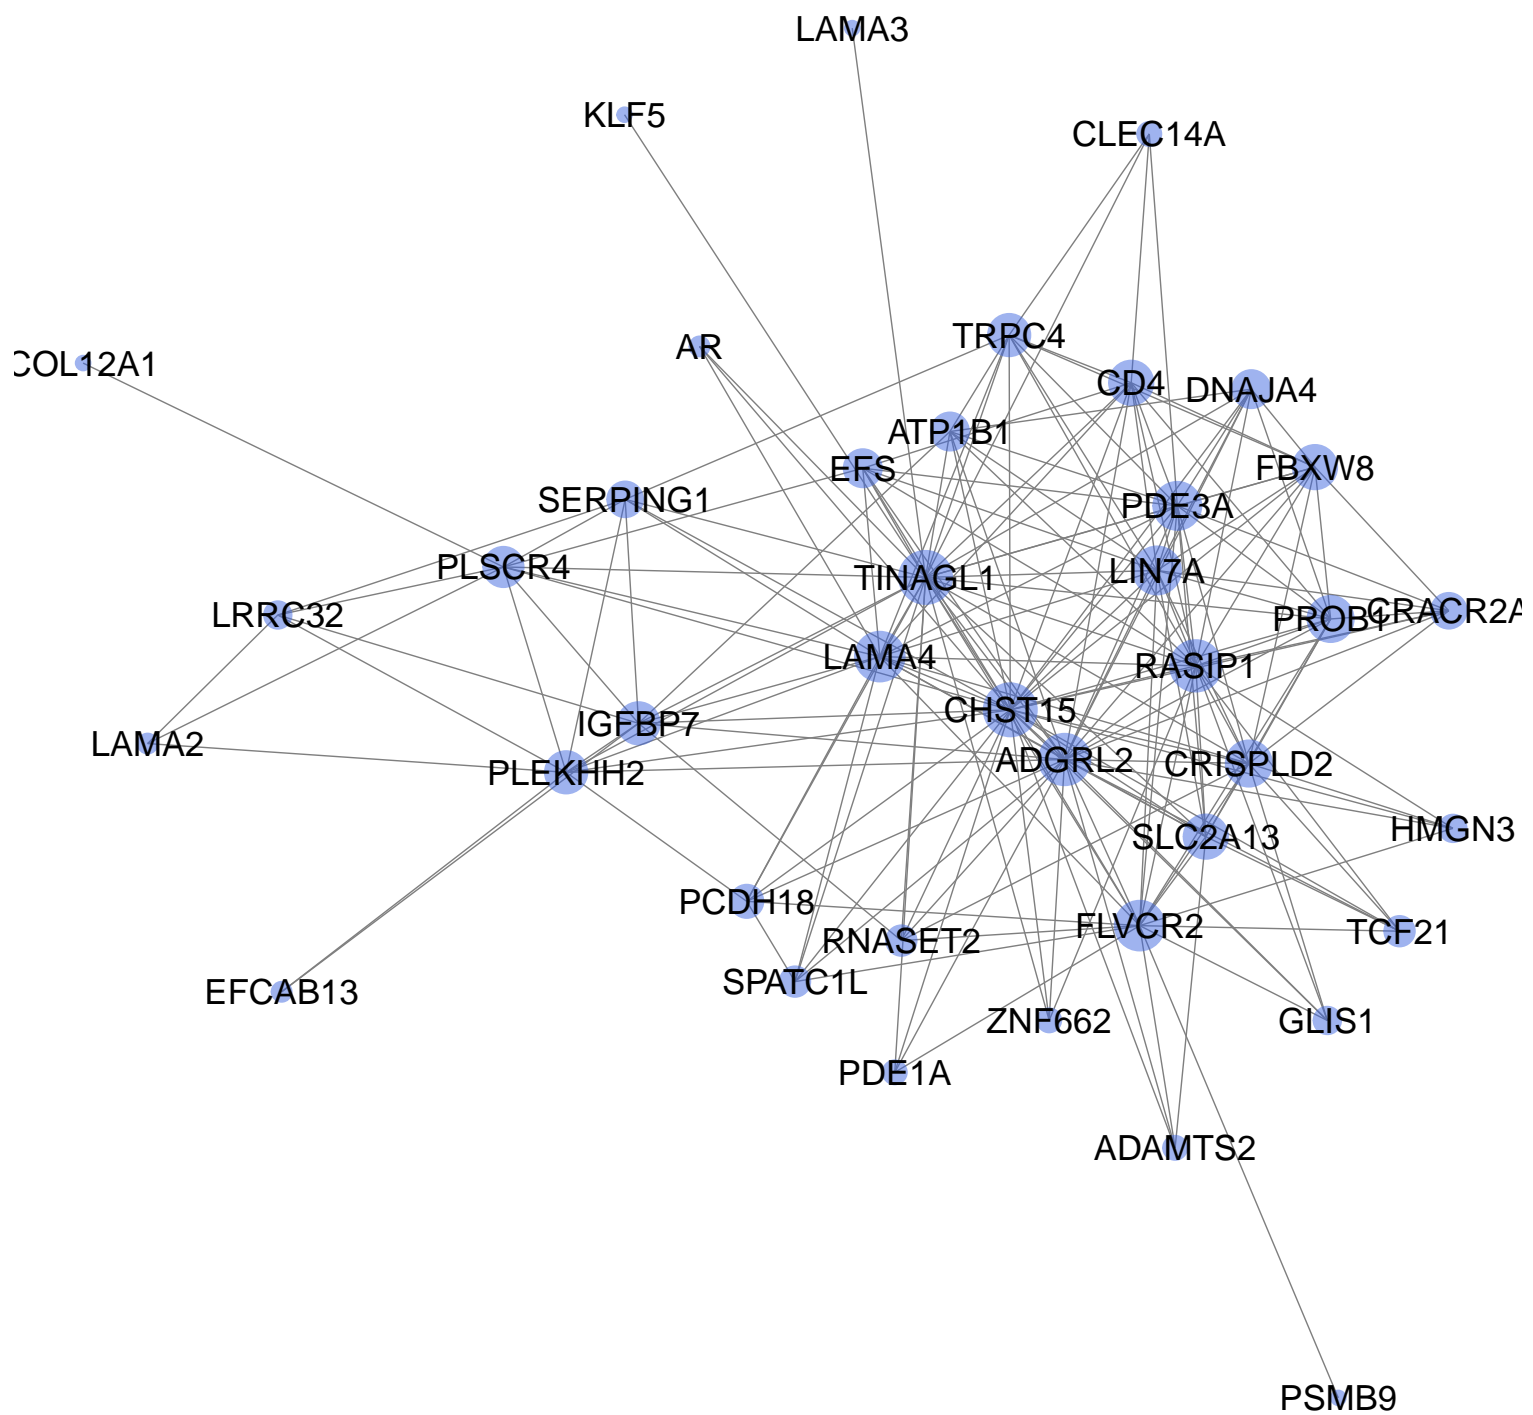 LAMA3
KLF5
CLEC14A
TRPC4
AR
COL12A1
CD4
DNAJA4
ATP1B1
EFS
FBXW8
SERPING1
PDE3A
PLSCR4
TINAGL1
LIN7A
LRRC32
PROB1
CRACR2A
LAMA4
RASIP1
CHST15
IGFBP7
LAMA2
ADGRL2
CRISPLD2
PLEKHH2
HMGN3
SLC2A13
PCDH18
FLVCR2
TCF21
RNASET2
SPATC1L
EFCAB13
ZNF662
GLIS1
PDE1A
ADAMTS2
PSMB9